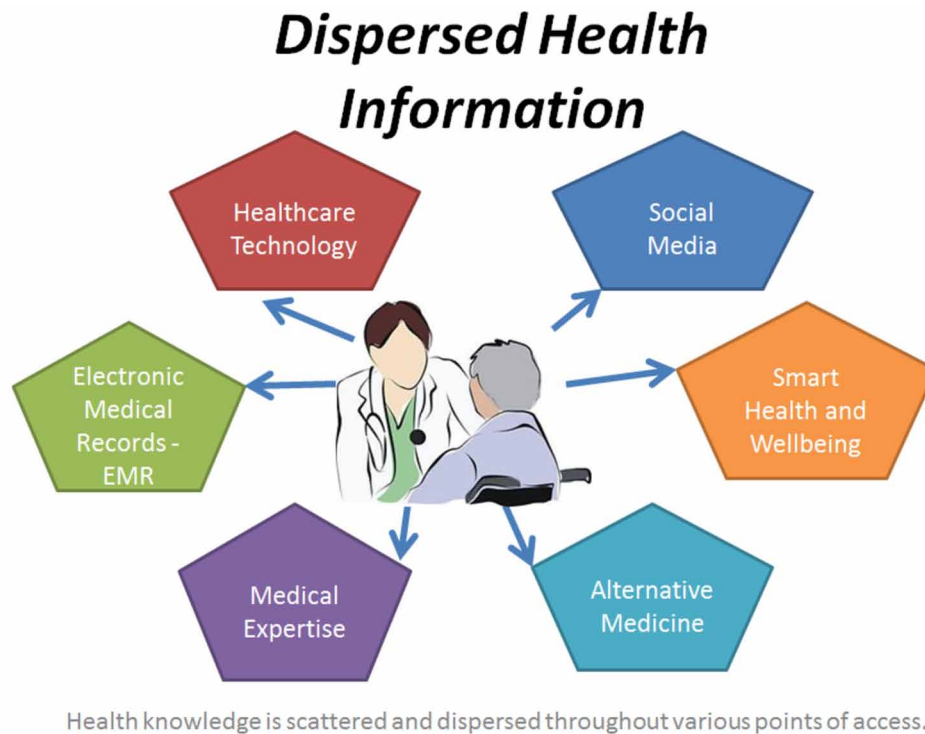 Dispersed Health
Information
Healthcare
Technology
Social
Media
Electronic
Medical
Records -
EMR
Smart
Health and
Wellbeing
Medical
Expertise
Alternative
Medicine
Health knowledge is scattered and dispersed throughout various points of access.